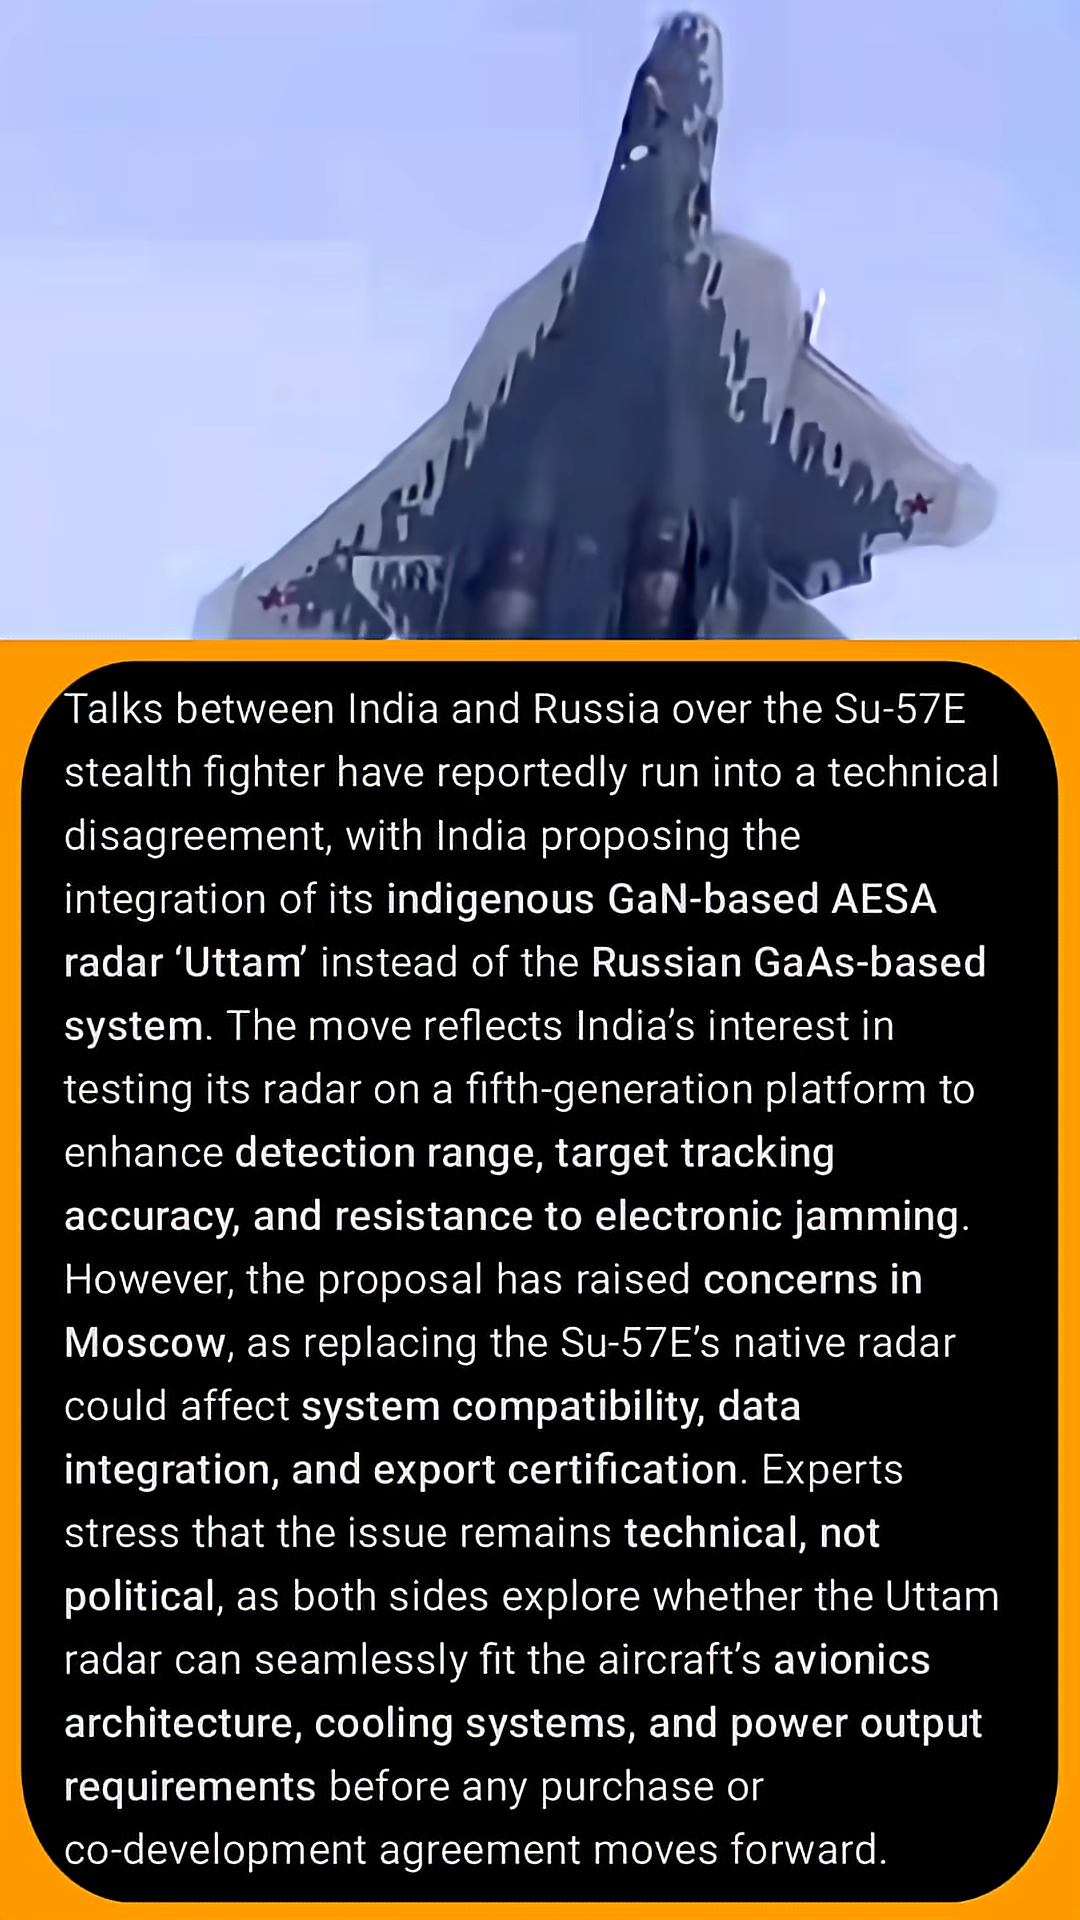 Talks between India and Russia over the Su-57E
stealth fighter have reportedly run into a technical
disagreement, with India proposing the
integration of its indigenous GaN-based AESA
radar ‘Uttam’ instead of the Russian GaAs-based
system. The move reflects India’s interest in
testing its radar on a fifth-generation platform to
enhance detection range, target tracking
accuracy, and resistance to electronic jamming.
However, the proposal has raised concerns in
Moscow, as replacing the Su-57E’s native radar
could affect system compatibility, data
integration, and export certification. Experts
stress that the issue remains technical, not
political, as both sides explore whether the Uttam
radar can seamlessly fit the aircraft’s avionics
architecture, cooling systems, and power output
requirements before any purchase or
co-development agreement moves forward.